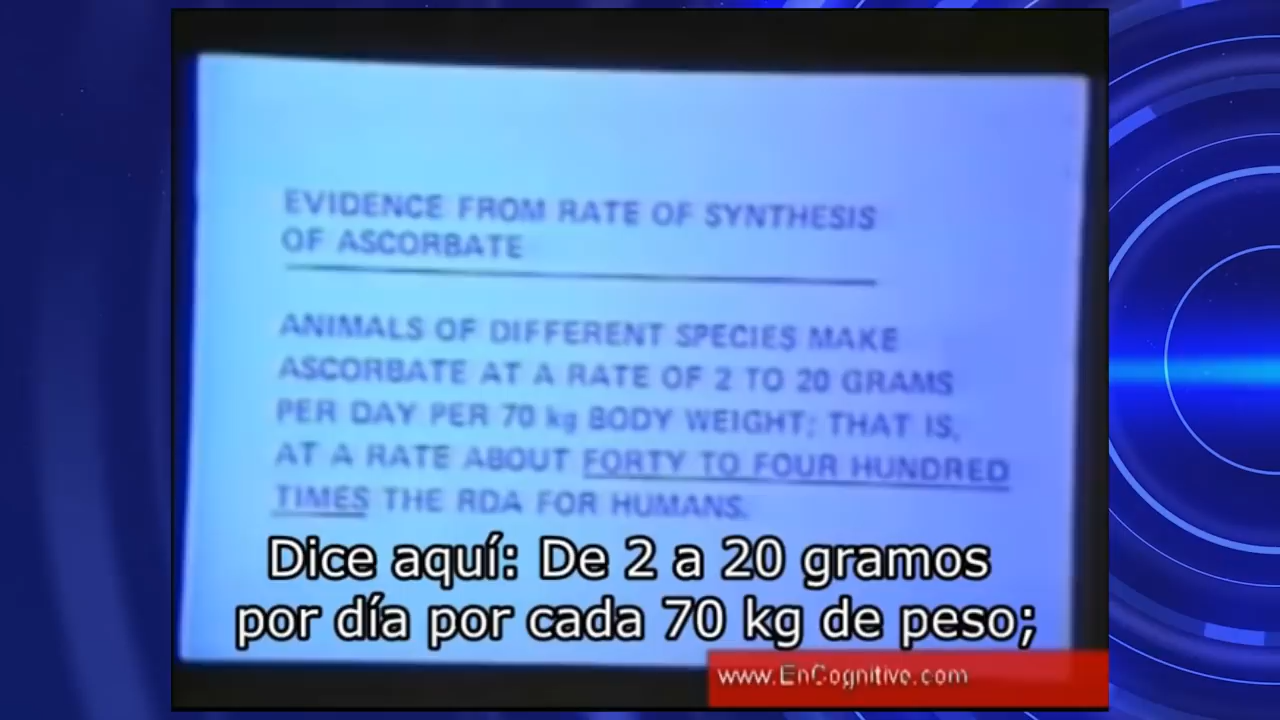 EVIDENCE FROM RATE OF SYNTHESIS
OF ASCORBATE
ANIMALS OF DIFFERENT SPECIES MAKE
ASCORBATE AT A RATE OF 2 TO 20 GRAMS
PER DAY PER 70 kg BODY WEIGHT; THAT IS,
AT A RATE ABOUT FORTY TO FOUR HUNDRED
TIMES THE RDA FOR HUMANS.
Dice aquí: De 2 a 20 gramos
por día por cada 70 kg de peso;
www.EnCognitive.com